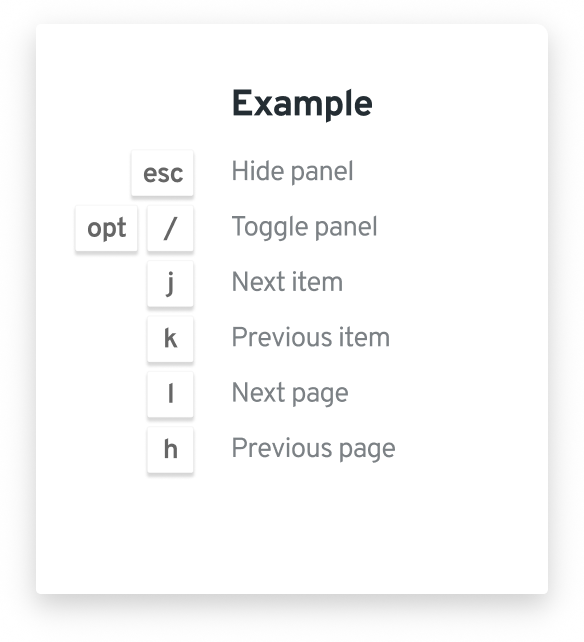 Example
esc Hide panel
opt / Toggle panel
j Next item
k Previous item
l Next page
h Previous page